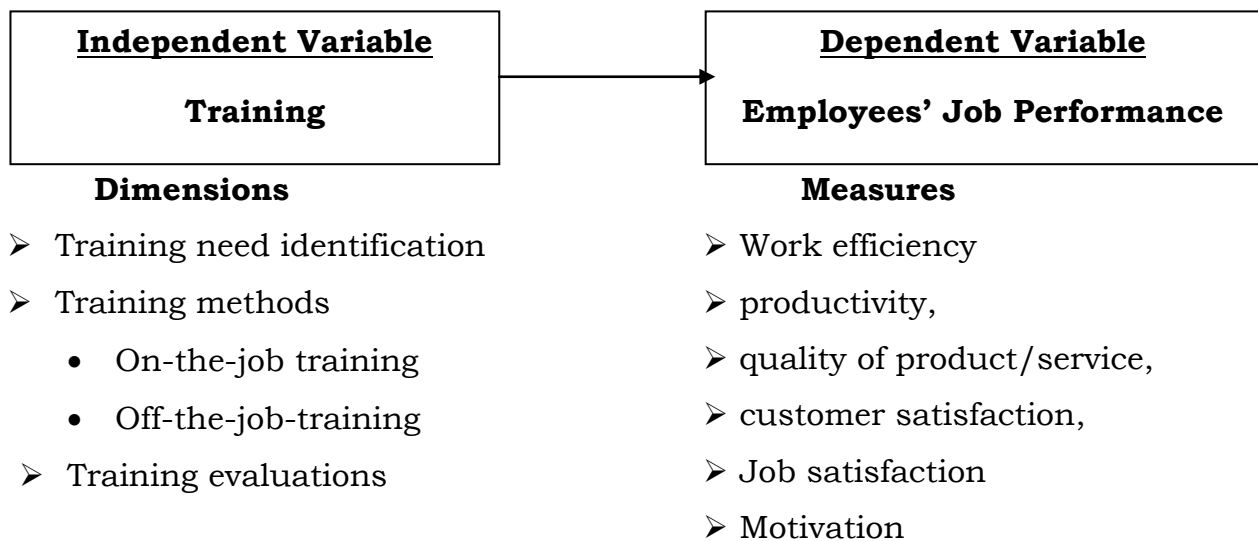 Independent Variable
Training
Dependent Variable
Employees’ Job Performance
Dimensions
➢ Training need identification
➢ Training methods
• On-the-job training
• Off-the-job-training
➢ Training evaluations
Measures
➢ Work efficiency
➢ productivity,
➢ quality of product/service,
➢ customer satisfaction,
➢ Job satisfaction
➢ Motivation